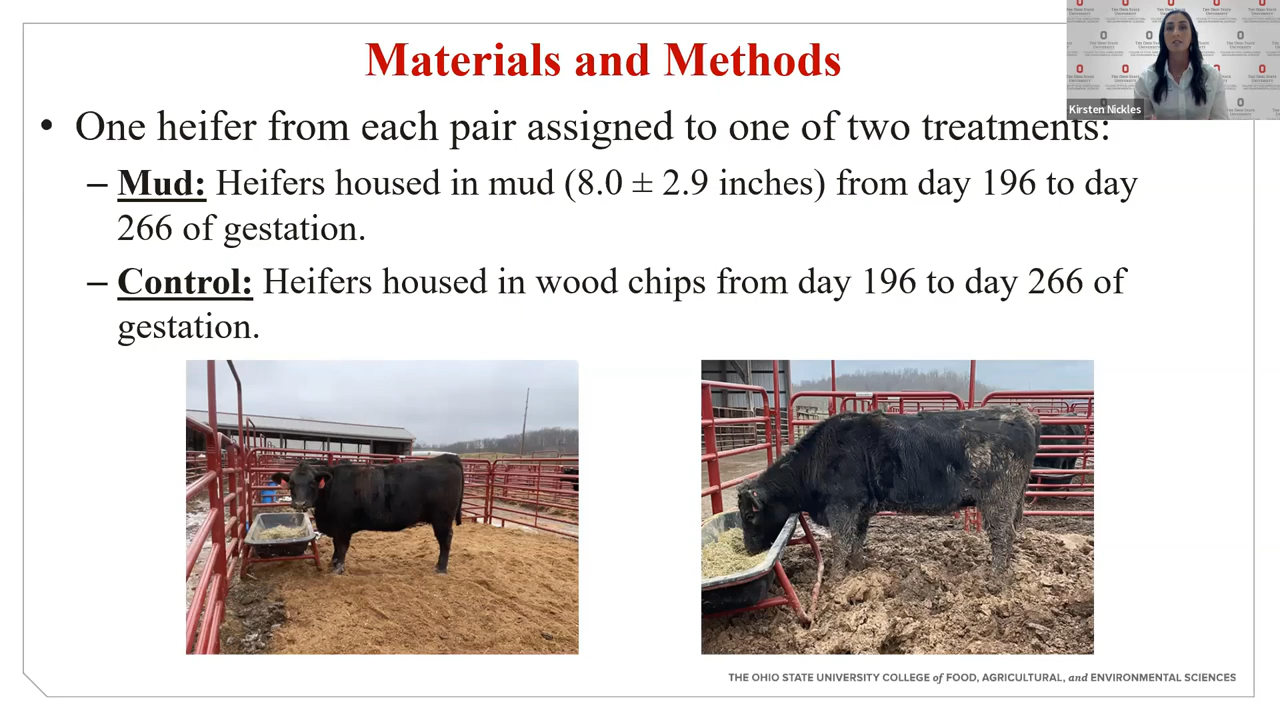 Materials and Methods
• One heifer from each pair assigned to one of two treatments:
– Mud: Heifers housed in mud (8.0 ± 2.9 inches) from day 196 to day
266 of gestation.
– Control: Heifers housed in wood chips from day 196 to day 266 of
gestation.
Kirsten Nickles
THE OHIO STATE UNIVERSITY COLLEGE of FOOD, AGRICULTURAL, and ENVIRONMENTAL SCIENCES